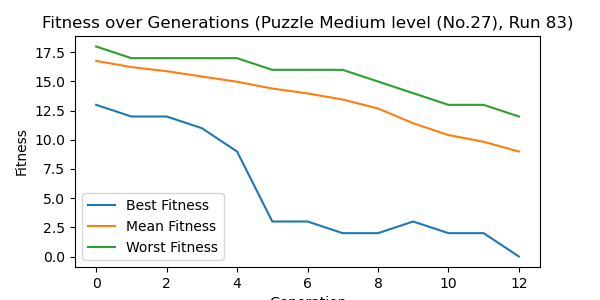 Fitness over Generations (Puzzle Medium level (No.27), Run 83)
17.5
15.0
12.5
10.0
7.5
5.0
2.5
0.0
Fitness
Best Fitness
Mean Fitness
Worst Fitness
0 2 4 6 8 10 12
Generation